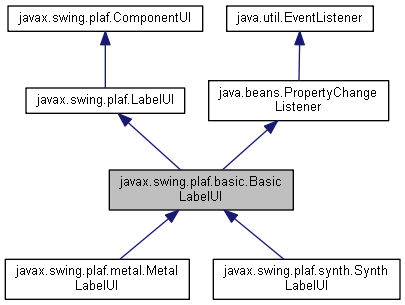 javax.swing.plaf.ComponentUI
java.util.EventListener
javax.swing.plaf.LabelUI
java.beans.PropertyChange
Listener
javax.swing.plaf.basic.Basic
LabelUI
javax.swing.plaf.metal.Metal
LabelUI
javax.swing.plaf.synth.Synth
LabelUI